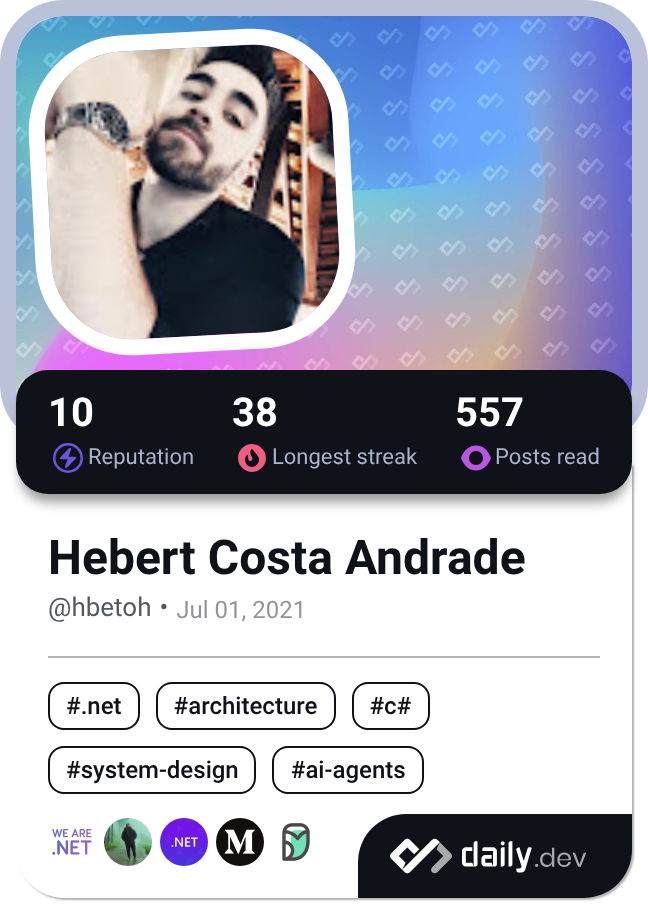 10 38 557
Reputation Longest streak Posts read
Hebert Costa Andrade
@hbetoh • Jul 01, 2021
#.net #architecture #c#
#system-design #ai-agents
WE ARE
.NET
.NET
M
daily.dev